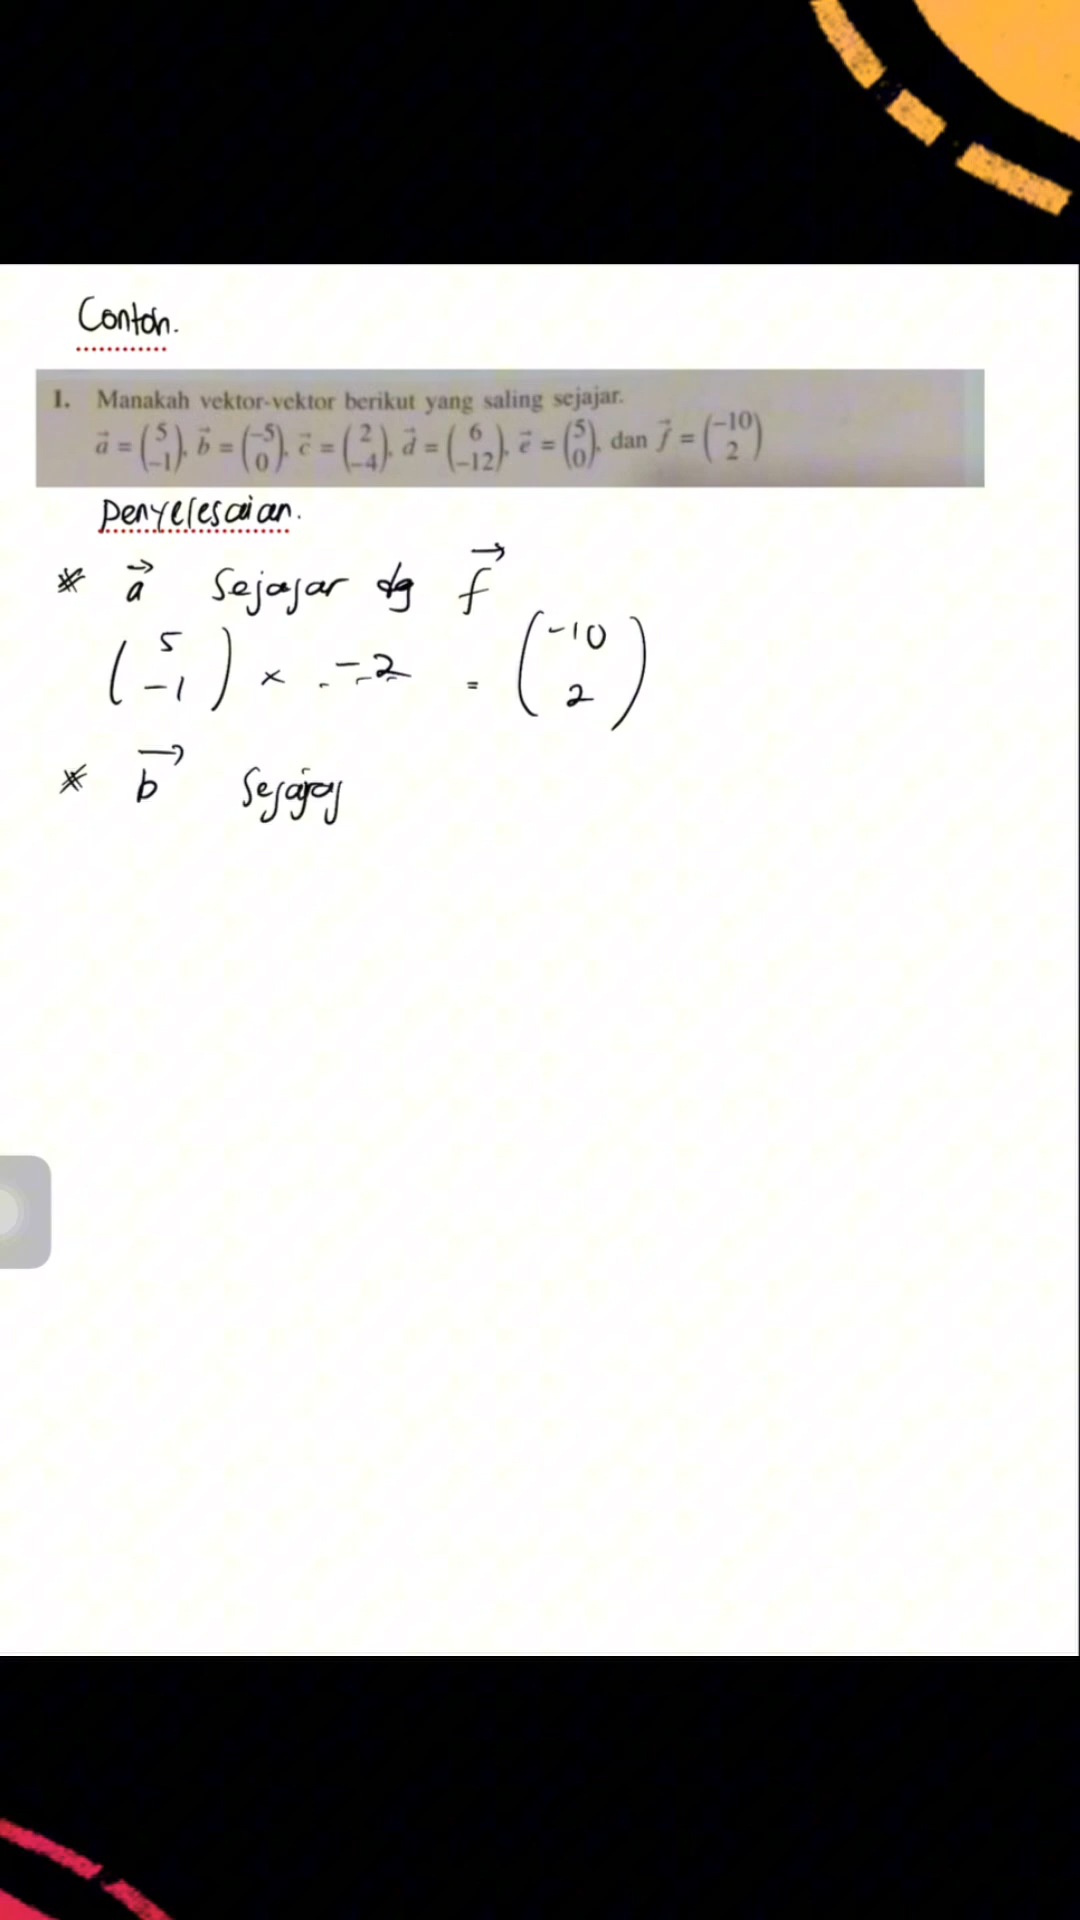 Contoh.
1. Manakah vektor-vektor berikut yang saling sejajar.
a⃗ = (5 −1), b⃗ = (−5 0), c⃗ = (2 −4), d⃗ = (6 −12), e⃗ = (5 0), dan f⃗ = (−10 2)
Penyelesaian.
* a⃗ Sejajar dg f⃗
(5 −1) × .−2 = (−10 2)
* b⃗ Sejajar